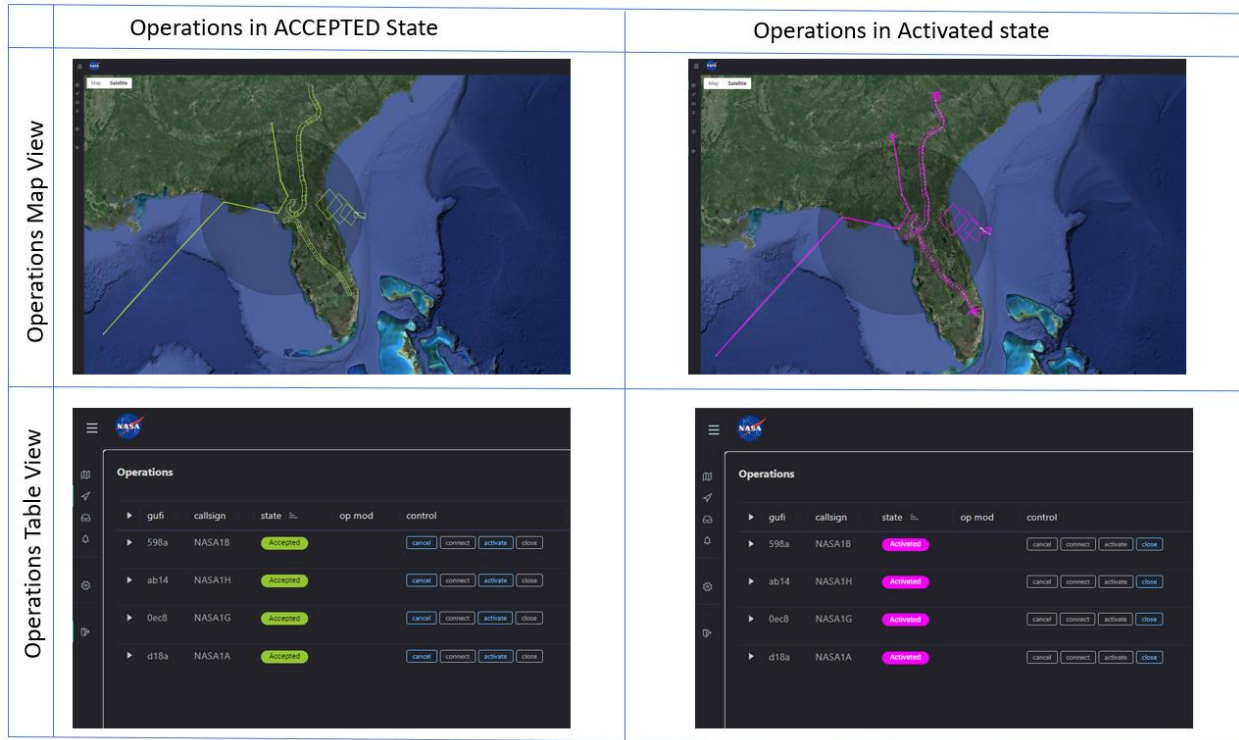 Operations in ACCEPTED State
Operations in Activated state
Operations Map View
Map Satellite
Map Satellite
Operations Table View
NASA
Operations
gufi callsign state op mod control
598a NASA1B Accepted cancel connect activate close
ab14 NASA1H Accepted cancel connect activate close
0ec8 NASA1G Accepted cancel connect activate close
d18a NASA1A Accepted cancel connect activate close
NASA
Operations
gufi callsign state op mod control
598a NASA1B Activated cancel connect activate close
ab14 NASA1H Activated cancel connect activate close
0ec8 NASA1G Activated cancel connect activate close
d18a NASA1A Activated cancel connect activate close